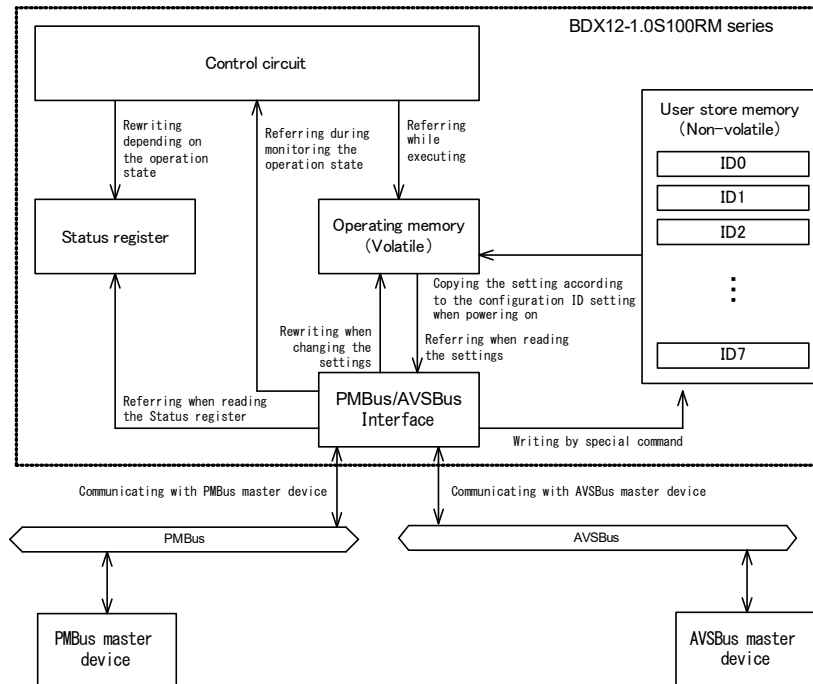 BDX12-1.0S100RM series
Control circuit
User store memory
(Non-volatile)
ID0
ID1
ID2
ID7
Rewriting
depending on
the operation
state
Referring during
monitoring the
operation state
Referring
while
executing
Status register
Operating memory
(Volatile)
Copying the setting according
to the configuration ID setting
when powering on
Rewriting when
changing the
settings
Referring when reading
the settings
Referring when reading
the Status register
PMBus/AVSBus
Interface
Writing by special command
Communicating with PMBus master device
Communicating with AVSBus master device
PMBus
AVSBus
PMBus master
device
AVSBus master
device